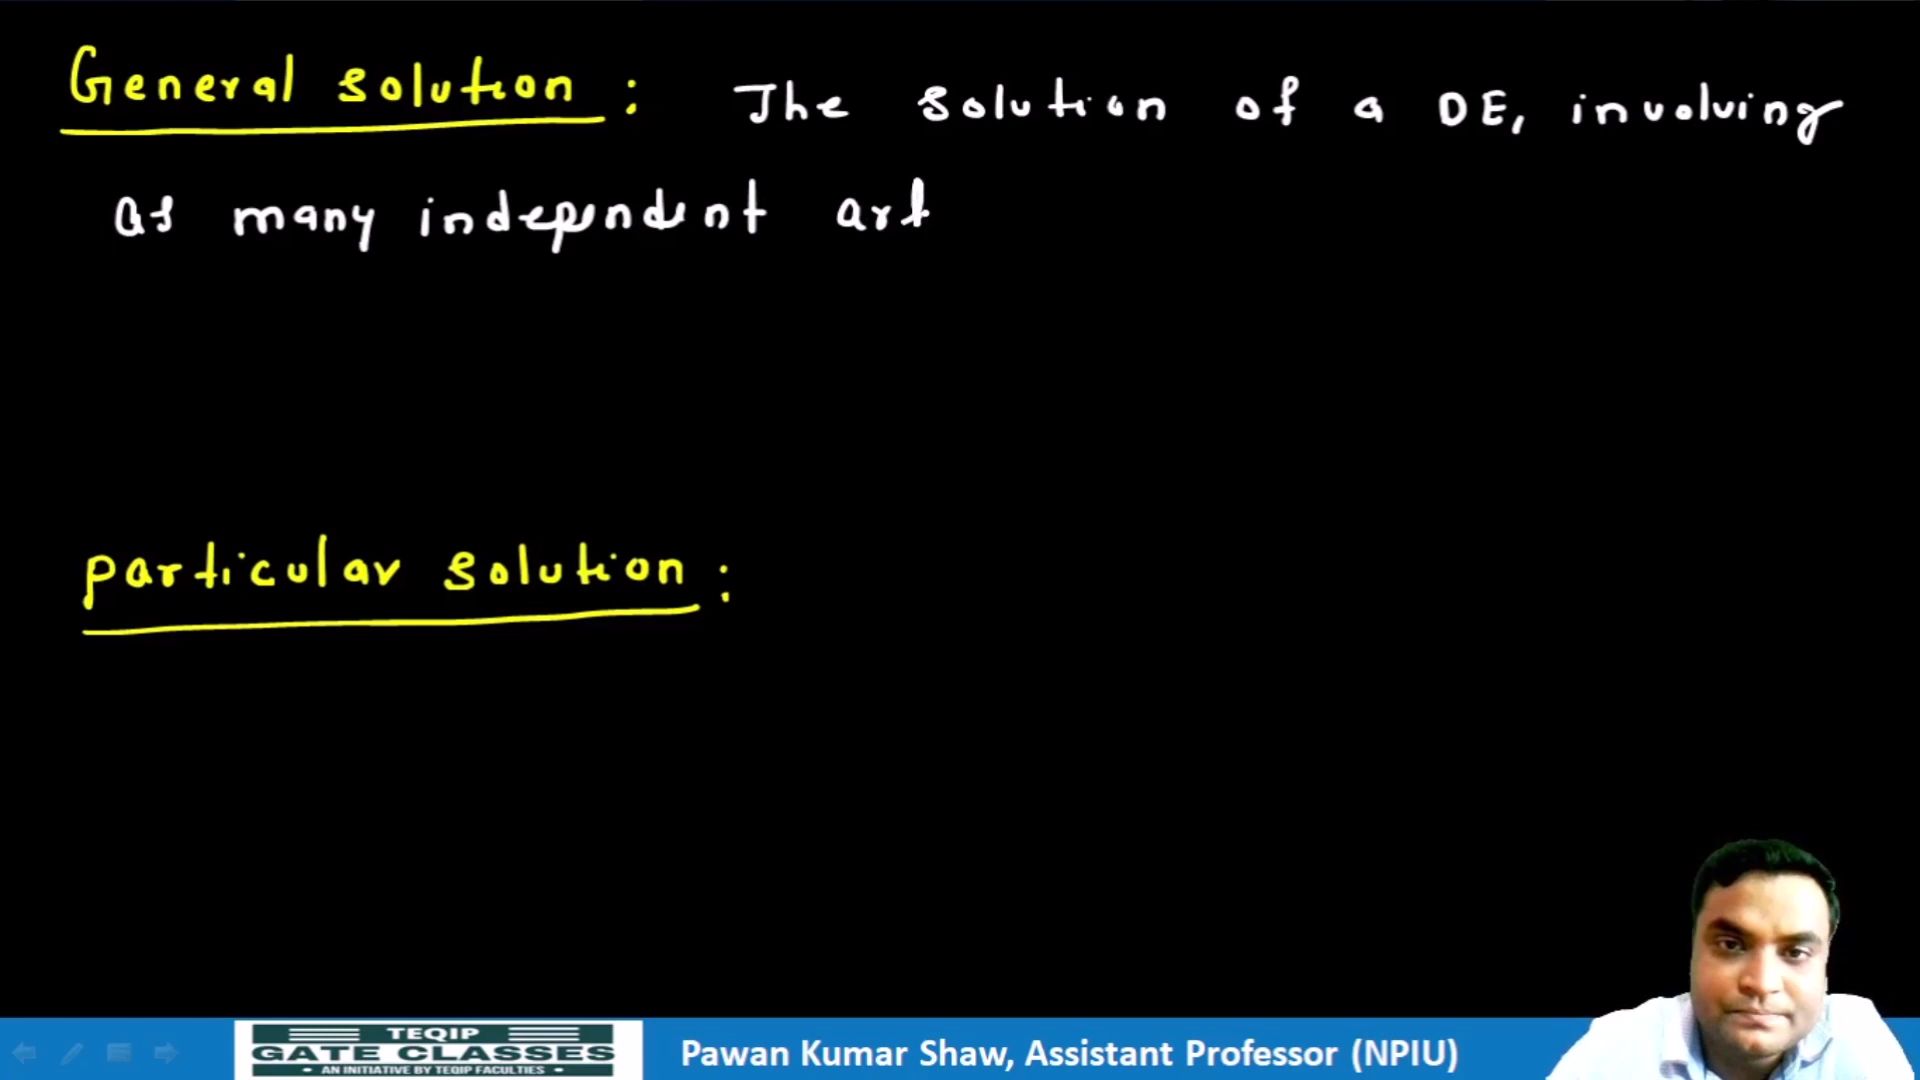 General solution : The solution of a DE, involving
as many independent art
particular solution :
TEQIP
GATE CLASSES
• AN INITIATIVE BY TEQIP FACULTIES •
Pawan Kumar Shaw, Assistant Professor (NPIU)